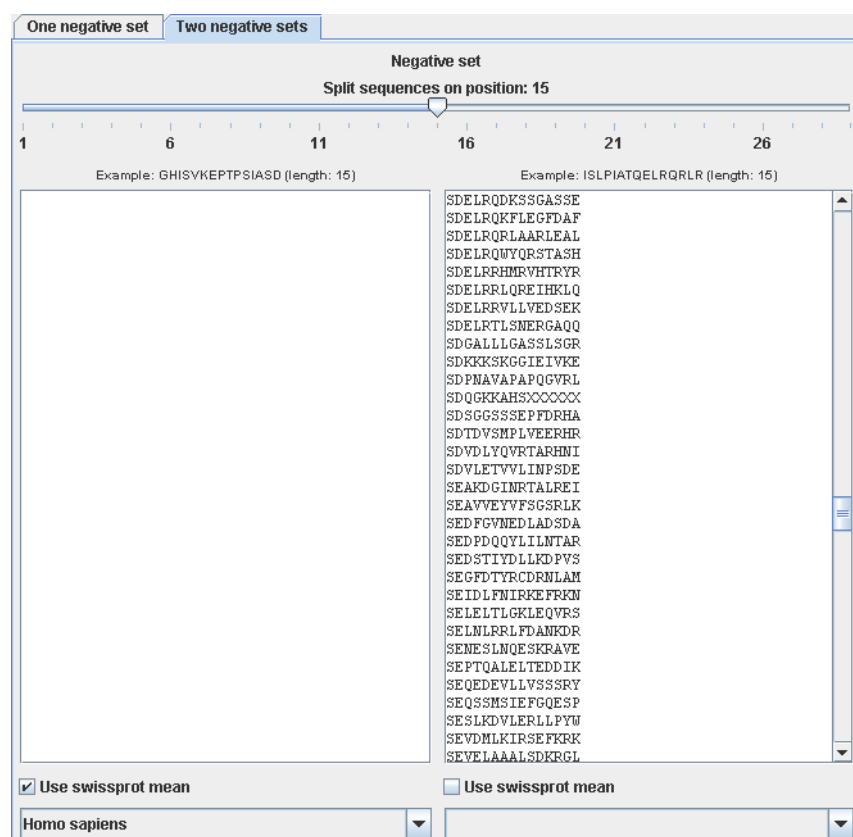 One negative set Two negative sets
Negative set
Split sequences on position: 15
1 6 11 16 21 26
Example: GHISVKEPTPSIASD (length: 15) Example: ISLPIATQELRQRLR (length: 15)
SDELRQDKSSGASSE
SDELRQKFLEGFDAF
SDELRQRLAARLEAL
SDELRQWYQRSTASH
SDELRRHMRVHTRYR
SDELRRLQREIHKLQ
SDELRRVLLVEDSEK
SDELRTLSNERGAQQ
SDGALLLGASSLSGR
SDKKKSKGGIEIVKE
SDPNAVAPAPQGVRL
SDQGKKAHSXXXXXX
SDSGGSSSEPFDRHA
SDTDVSMPLVEERHR
SDVDLYQVRTARHNI
SDVLETVVLINPSDE
SEAKDGINRTALREI
SEAVVEYVFSGSRLK
SEDFGVNEDLADSDA
SEDPDQQYLILNTAR
SEDSTIYDLLKDPVS
SEGFDTYRCDRNLAM
SEIDLFNIRKEFRKN
SELELTLGKLEQVRS
SELNLRRLFDANKDR
SENESLNQESKRAVE
SEPTQALELTEDDIK
SEQEDEVLLVSSSRY
SEQSSMSIEFGQESP
SESLKDVLERLLPYW
SEVDMLKIRSEFKRK
SEVELAAALSDKRGL
Use swissprot mean Use swissprot mean
Homo sapiens